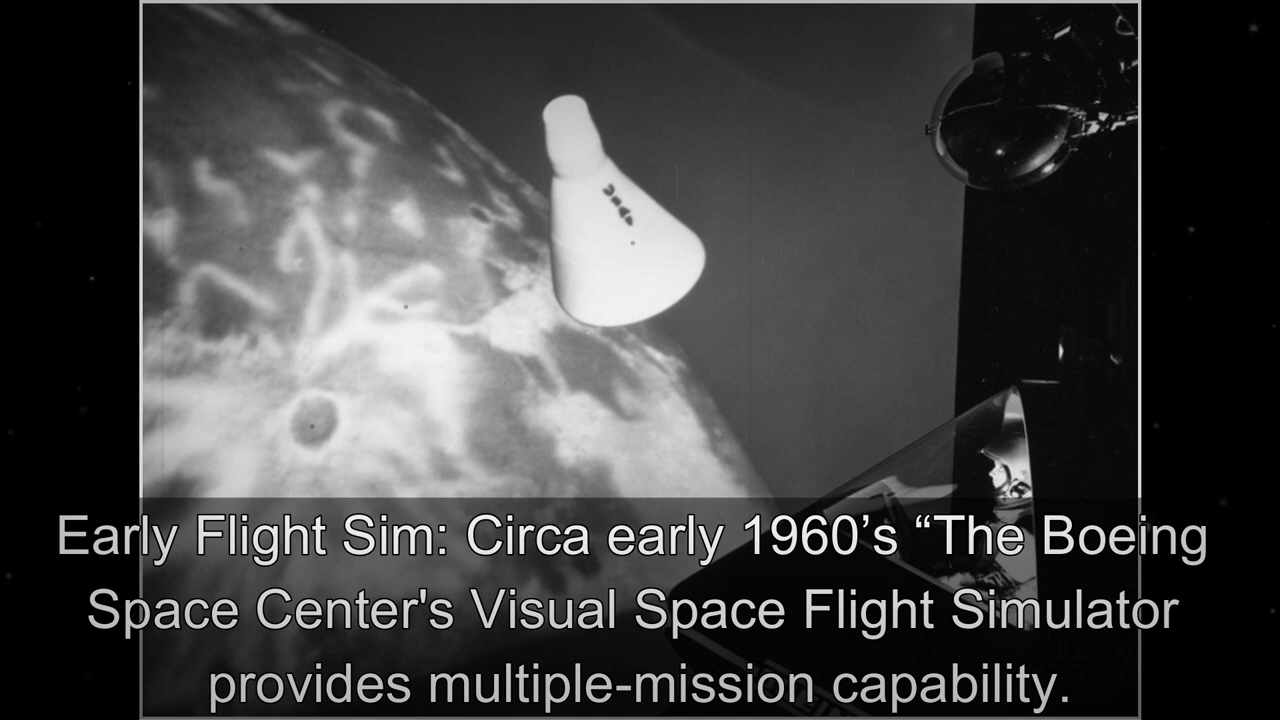 Early Flight Sim: Circa early 1960’s “The Boeing
Space Center's Visual Space Flight Simulator
provides multiple-mission capability.